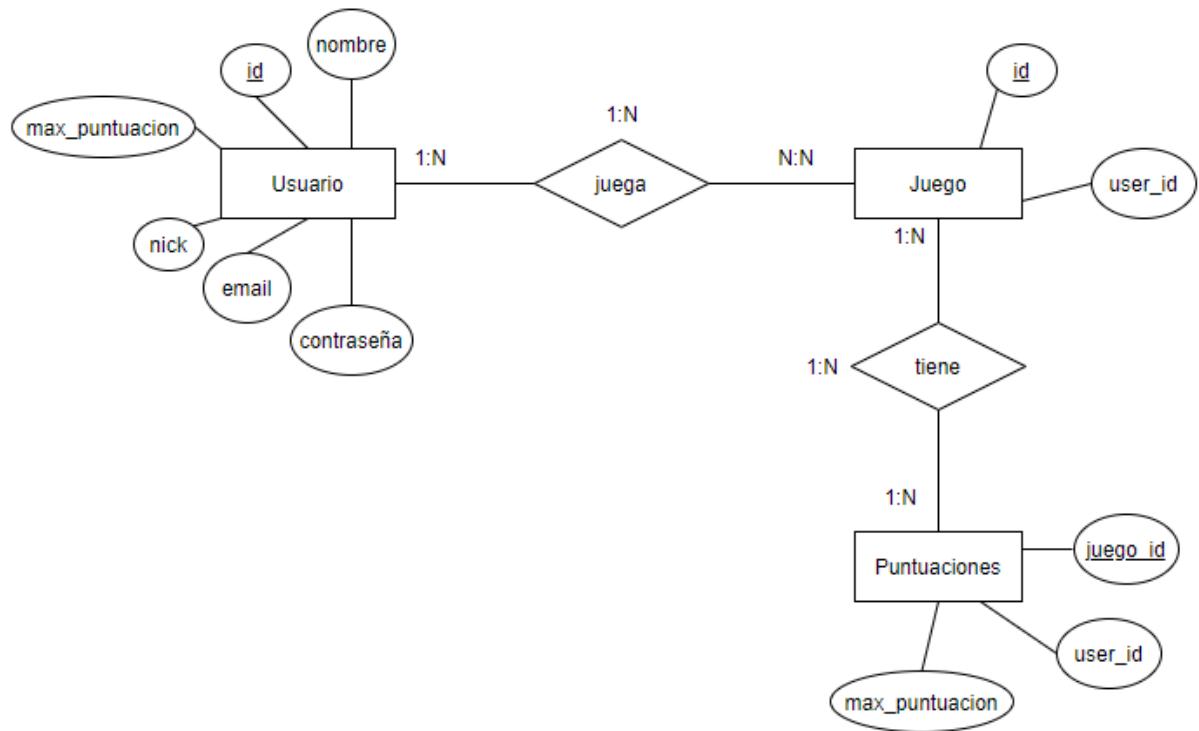 nombre
id
id
max_puntuacion
1:N
1:N
N:N
Usuario
juega
Juego
user_id
nick
1:N
email
contraseña
1:N
tiene
1:N
juego_id
Puntuaciones
user_id
max_puntuacion